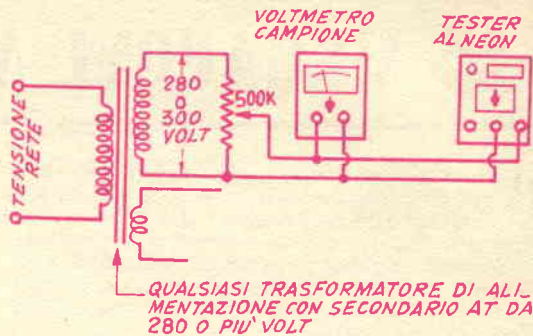 VOLTMETRO
CAMPIONE
TESTER
AL NEON
TENSIONE
RETE
280
O
300
VOLT
500K
QUALSIASI TRASFORMATORE DI ALI_
MENTAZIONE CON SECONDARIO AT DA
280 O PIU' VOLT